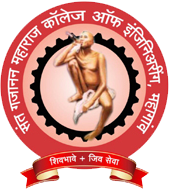 संत गजानन महाराज कॉलेज ऑफ इंजिनिअरींग, महागाव
शिवभावे + जिव सेवा